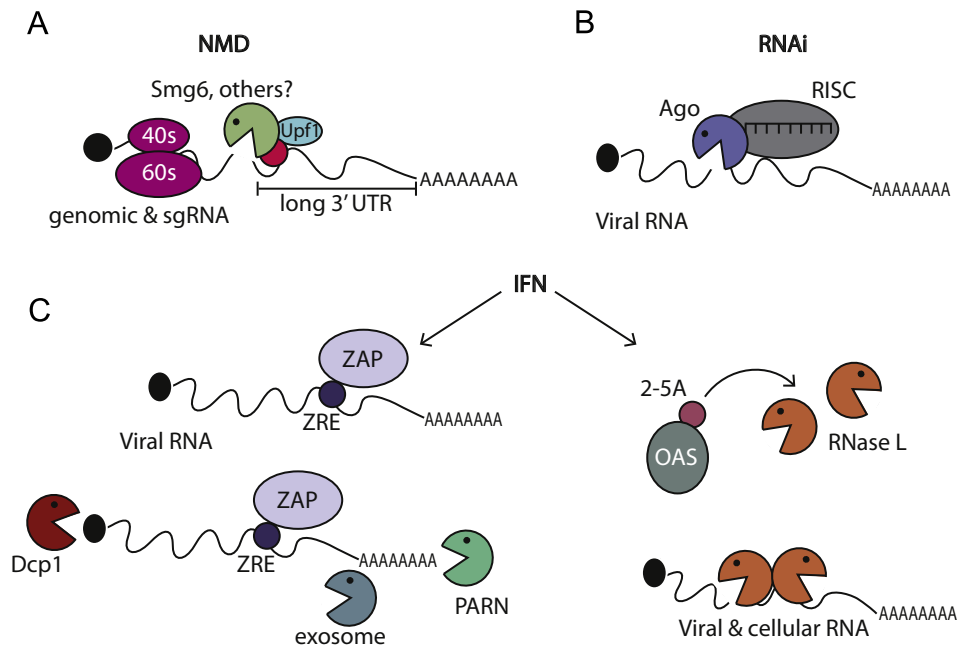 A
NMD
Smg6, others?
Upf1
40s
60s
AAAAAAAA
long 3' UTR
genomic & sgRNA
B
RNAi
RISC
Ago
AAAAAAAA
Viral RNA
IFN
C
ZAP
ZRE
AAAAAAAA
Viral RNA
2-5A
OAS
RNase L
ZAP
Dcp1
ZRE
AAAAAAAA
PARN
exosome
AAAAAAAA
Viral & cellular RNA